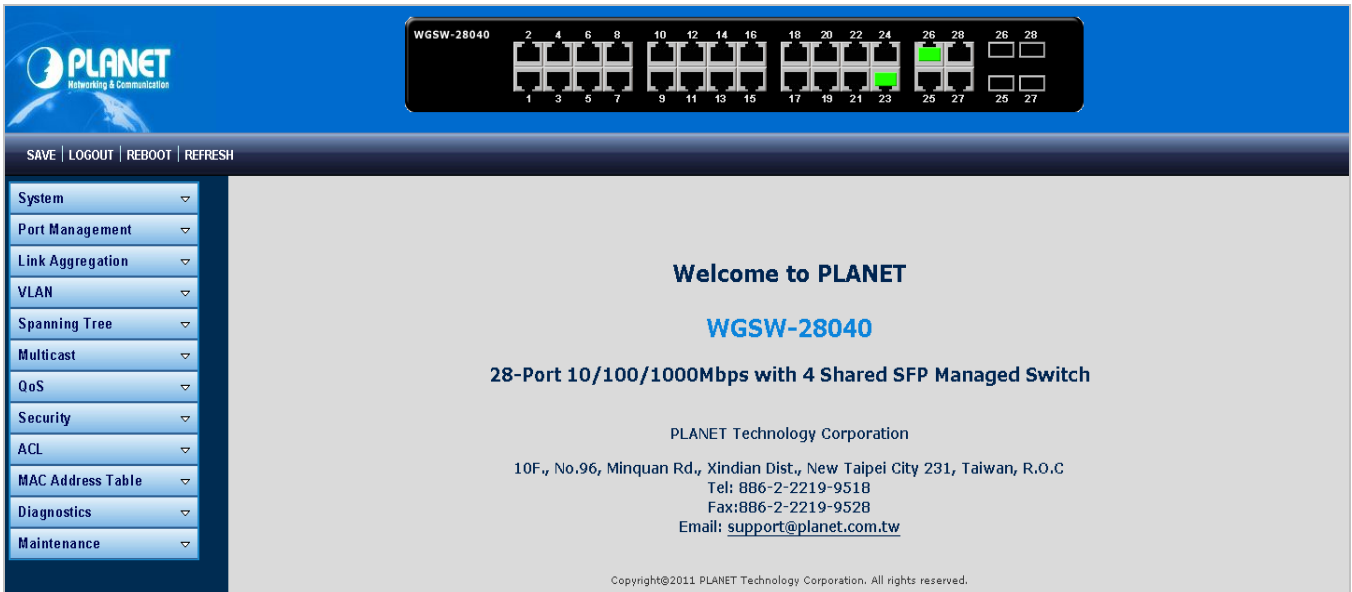 PLANET
Networking & Communication
WGSW-28040
2 4 6 8 10 12 14 16 18 20 22 24 26 28 26 28
1 3 5 7 9 11 13 15 17 19 21 23 25 27 25 27
SAVE | LOGOUT | REBOOT | REFRESH
System
Port Management
Link Aggregation
VLAN
Spanning Tree
Multicast
QoS
Security
ACL
MAC Address Table
Diagnostics
Maintenance
Welcome to PLANET
WGSW-28040
28-Port 10/100/1000Mbps with 4 Shared SFP Managed Switch
PLANET Technology Corporation
10F., No.96, Minquan Rd., Xindian Dist., New Taipei City 231, Taiwan, R.O.C
Tel: 886-2-2219-9518
Fax:886-2-2219-9528
Email: support@planet.com.tw
Copyright©2011 PLANET Technology Corporation. All rights reserved.